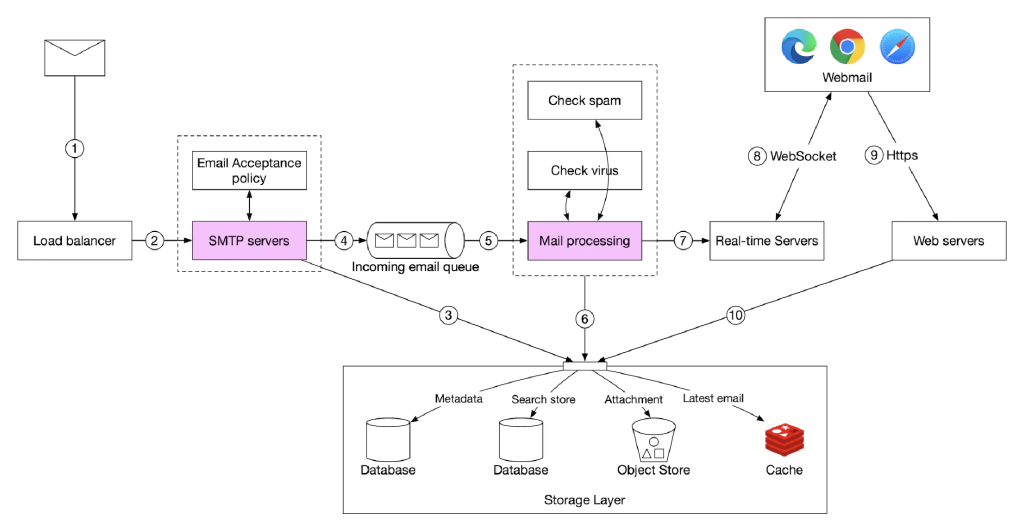 Webmail
Check spam
1
Email Acceptance
policy
Check virus
8 WebSocket
9 Https
Load balancer
2
SMTP servers
4
Incoming email queue
5
Mail processing
7
Real-time Servers
Web servers
3
6
10
Metadata
Search store
Attachment
Latest email
Database
Database
Object Store
Cache
Storage Layer